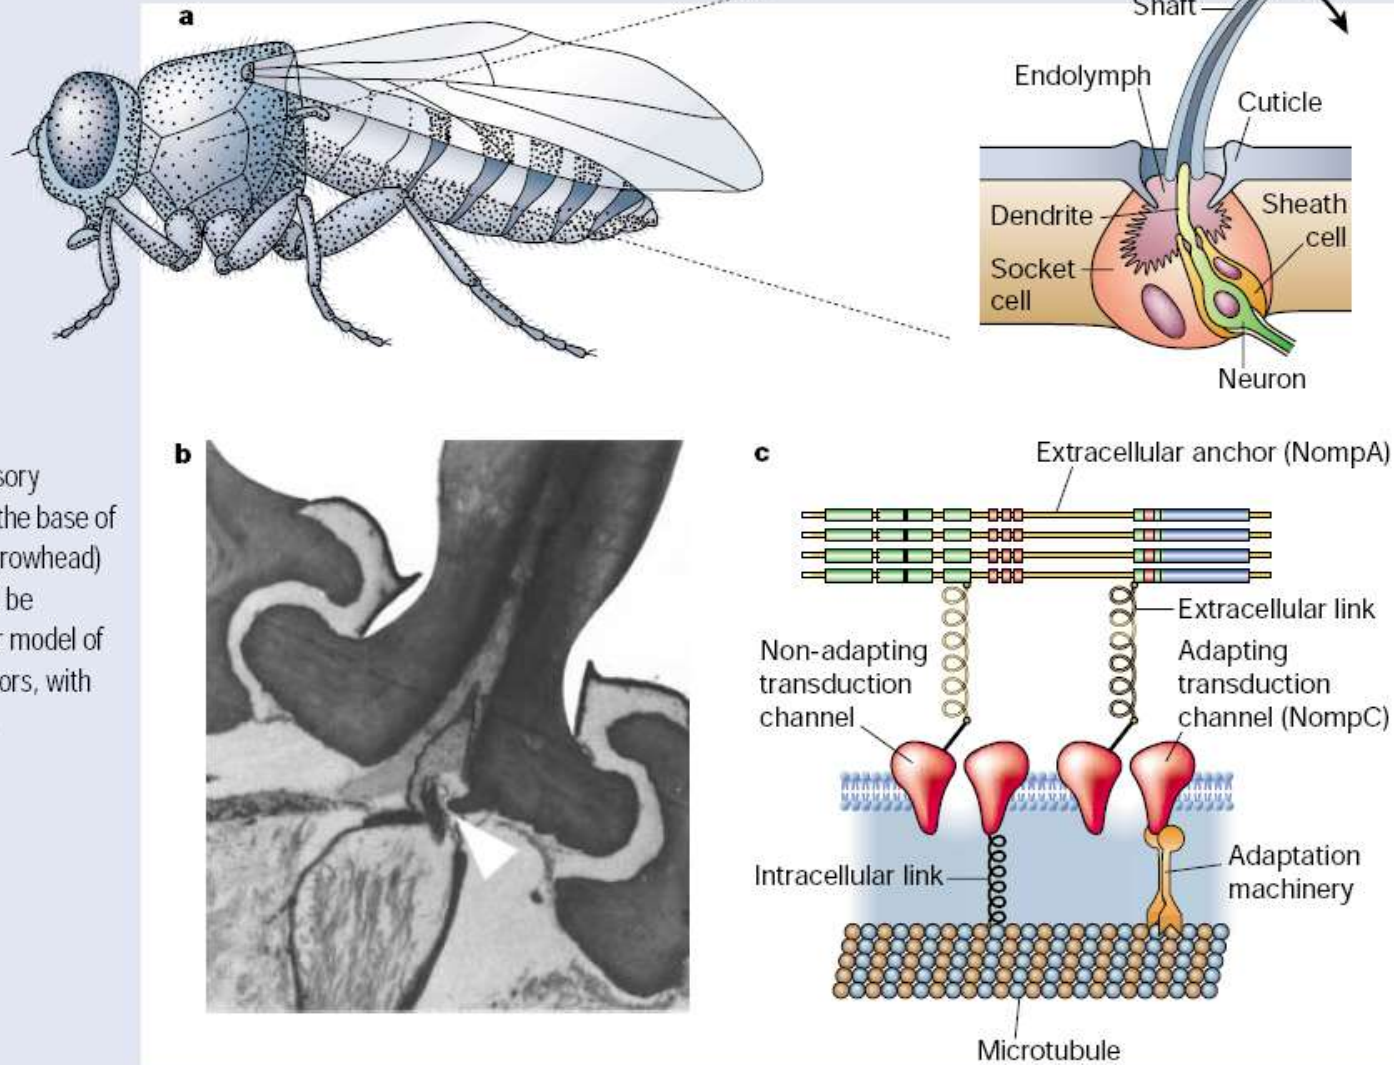 a
Shaft
Endolymph
Cuticle
Dendrite
Sheath
cell
Socket
cell
Neuron
sory
the base of
rowhead)
be
r model of
ors, with
b
c
Extracellular anchor (NompA)
Extracellular link
Non-adapting
transduction
channel
Adapting
transduction
channel (NompC)
Intracellular link
Adaptation
machinery
Microtubule